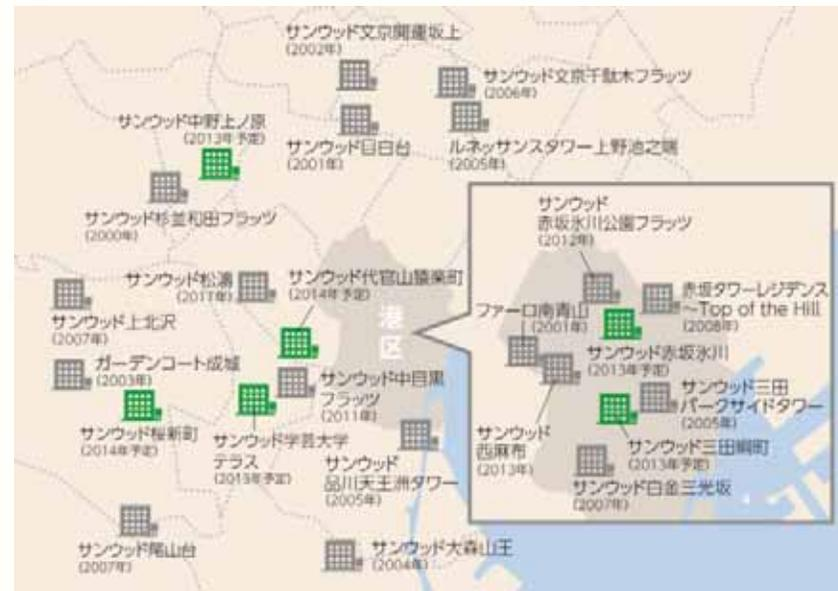 サンウッド文京開運坂上
(2002年)
サンウッド文京千駄木フラッツ
(2006年)
サンウッド中野上ノ原
(2013年予定)
サンウッド目白台
(2001年)
ルネッサンスタワー上野池之端
(2005年)
サンウッド杉並和田フラッツ
(2000年)
サンウッド松濤
(2011年)
サンウッド代官山猿楽町
(2014年予定)
サンウッド上北沢
(2007年)
ガーデンコート成城
(2003年)
サンウッド中目黒
フラッツ
(2011年)
サンウッド桜新町
(2014年予定)
サンウッド学芸大学
テラス
サンウッド
品川天王洲タワー
(2005年)
サンウッド尾山台
(2007年)
サンウッド大森山王
(2004年)
港区
サンウッド
赤坂氷川公園フラッツ
(2012年)
赤坂タワーレジデンス
～Top of the Hill
(2008年)
ファーロ南青山
(2001年)
サンウッド赤坂氷川
(2013年予定)
サンウッド三田
パークサイドタワー
(2005年)
サンウッド
西麻布
(2013年)
サンウッド三田綱町
(2013年予定)
サンウッド白金三光坂
(2007年)